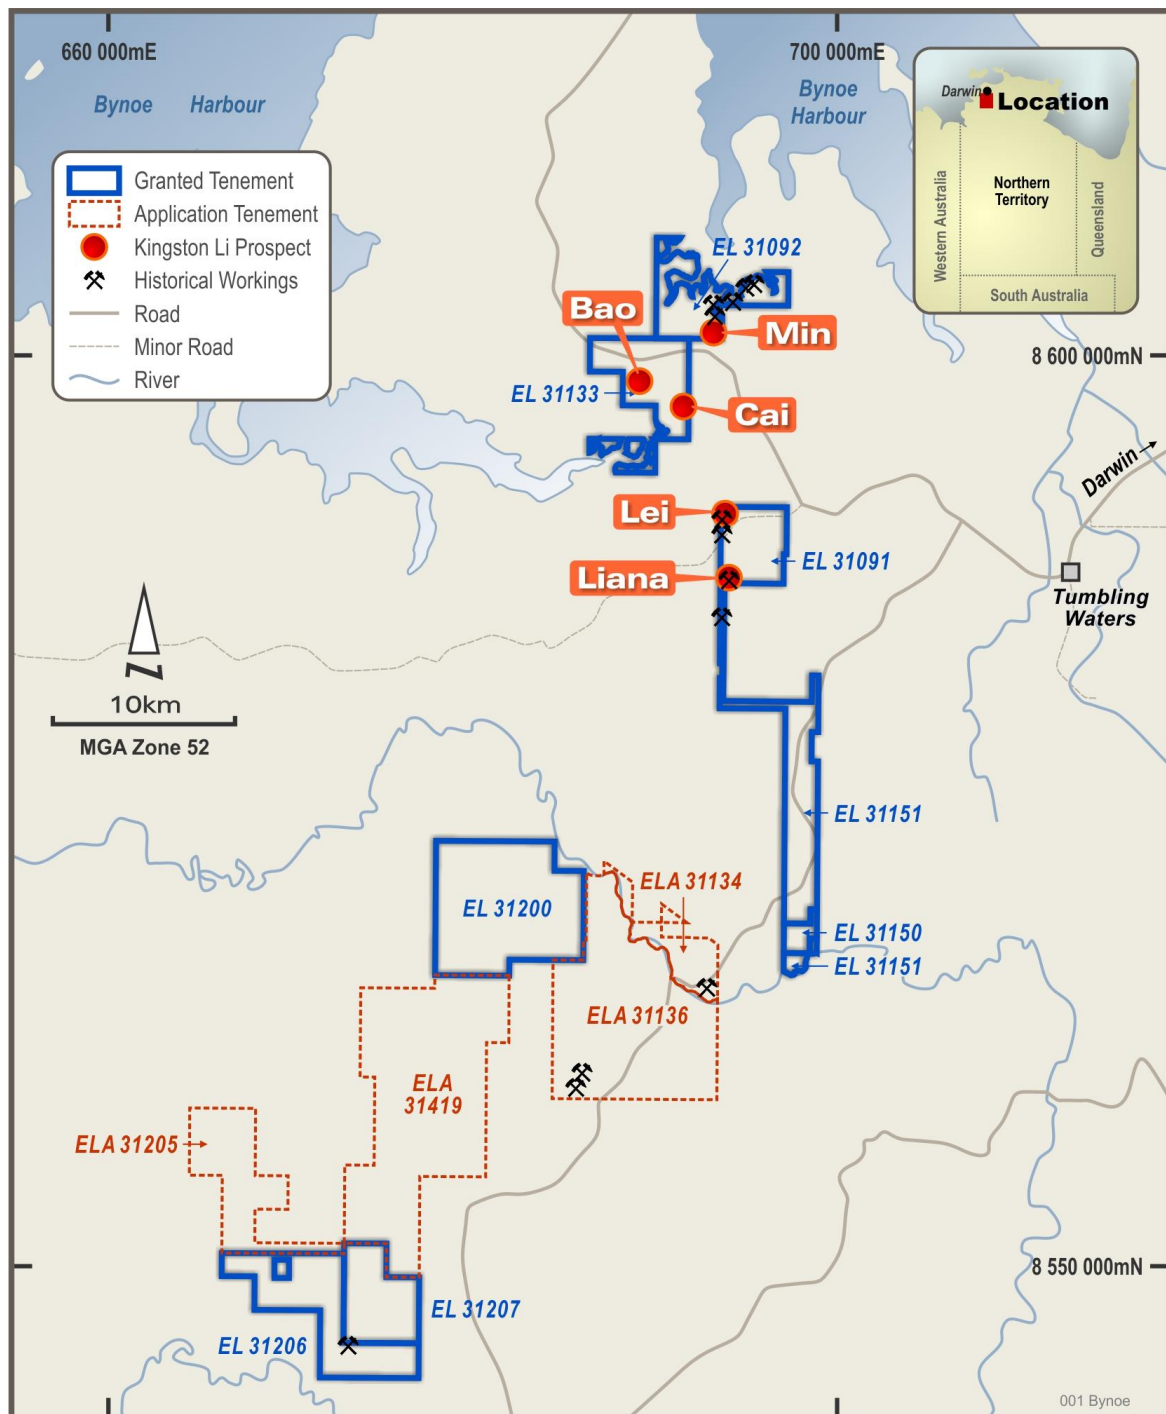 660 000mE
700 000mE
Bynoe Harbour
Bynoe
Harbour
Darwin
Location
Western Australia
Northern
Territory
Queensland
South Australia
Granted Tenement
Application Tenement
Kingston Li Prospect
Historical Workings
Road
Minor Road
River
EL 31092
Bao
Min
8 600 000mN
EL 31133
Cai
Darwin
Lei
EL 31091
Liana
Tumbling
Waters
N
10km
MGA Zone 52
EL 31151
ELA 31134
EL 31200
EL 31150
EL 31151
ELA 31136
ELA
31419
ELA 31205
8 550 000mN
EL 31207
EL 31206
001 Bynoe